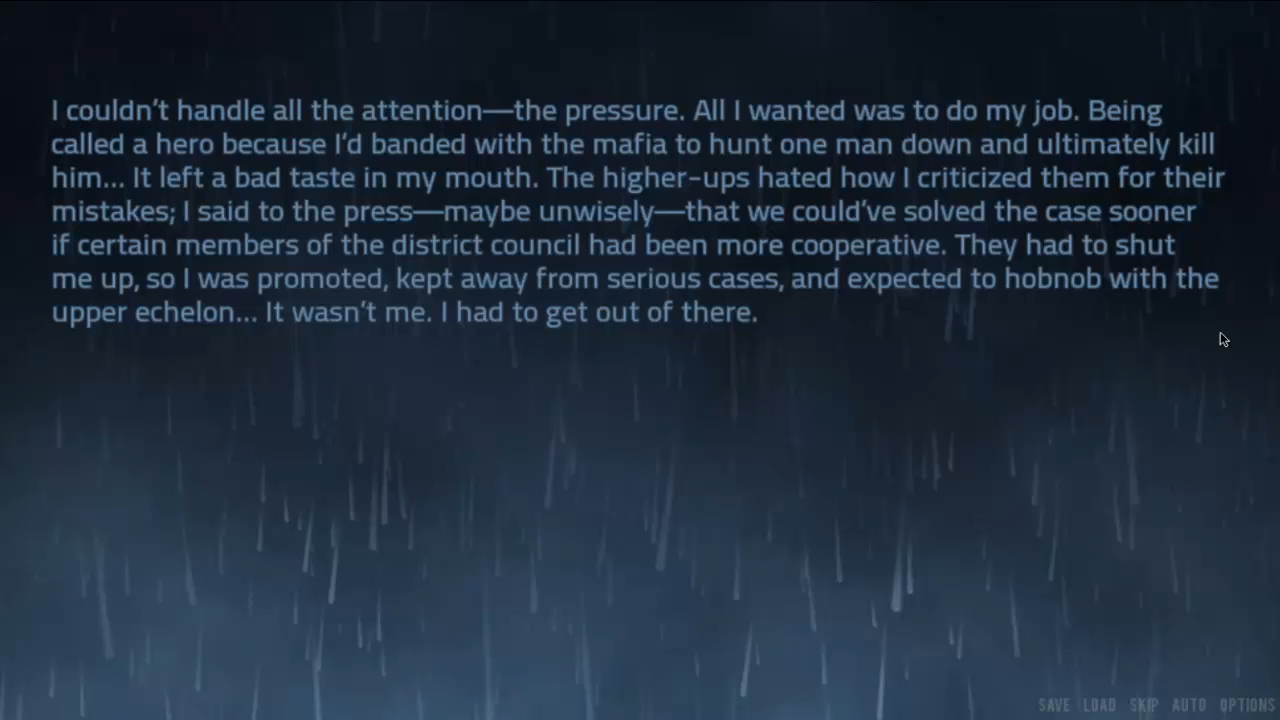 I couldn’t handle all the attention—the pressure. All I wanted was to do my job. Being
called a hero because I’d banded with the mafia to hunt one man down and ultimately kill
him... It left a bad taste in my mouth. The higher-ups hated how I criticized them for their
mistakes; I said to the press—maybe unwisely—that we could’ve solved the case sooner
if certain members of the district council had been more cooperative. They had to shut
me up, so I was promoted, kept away from serious cases, and expected to hobnob with the
upper echelon... It wasn’t me. I had to get out of there.
SAVE LOAD SKIP AUTO OPTIONS